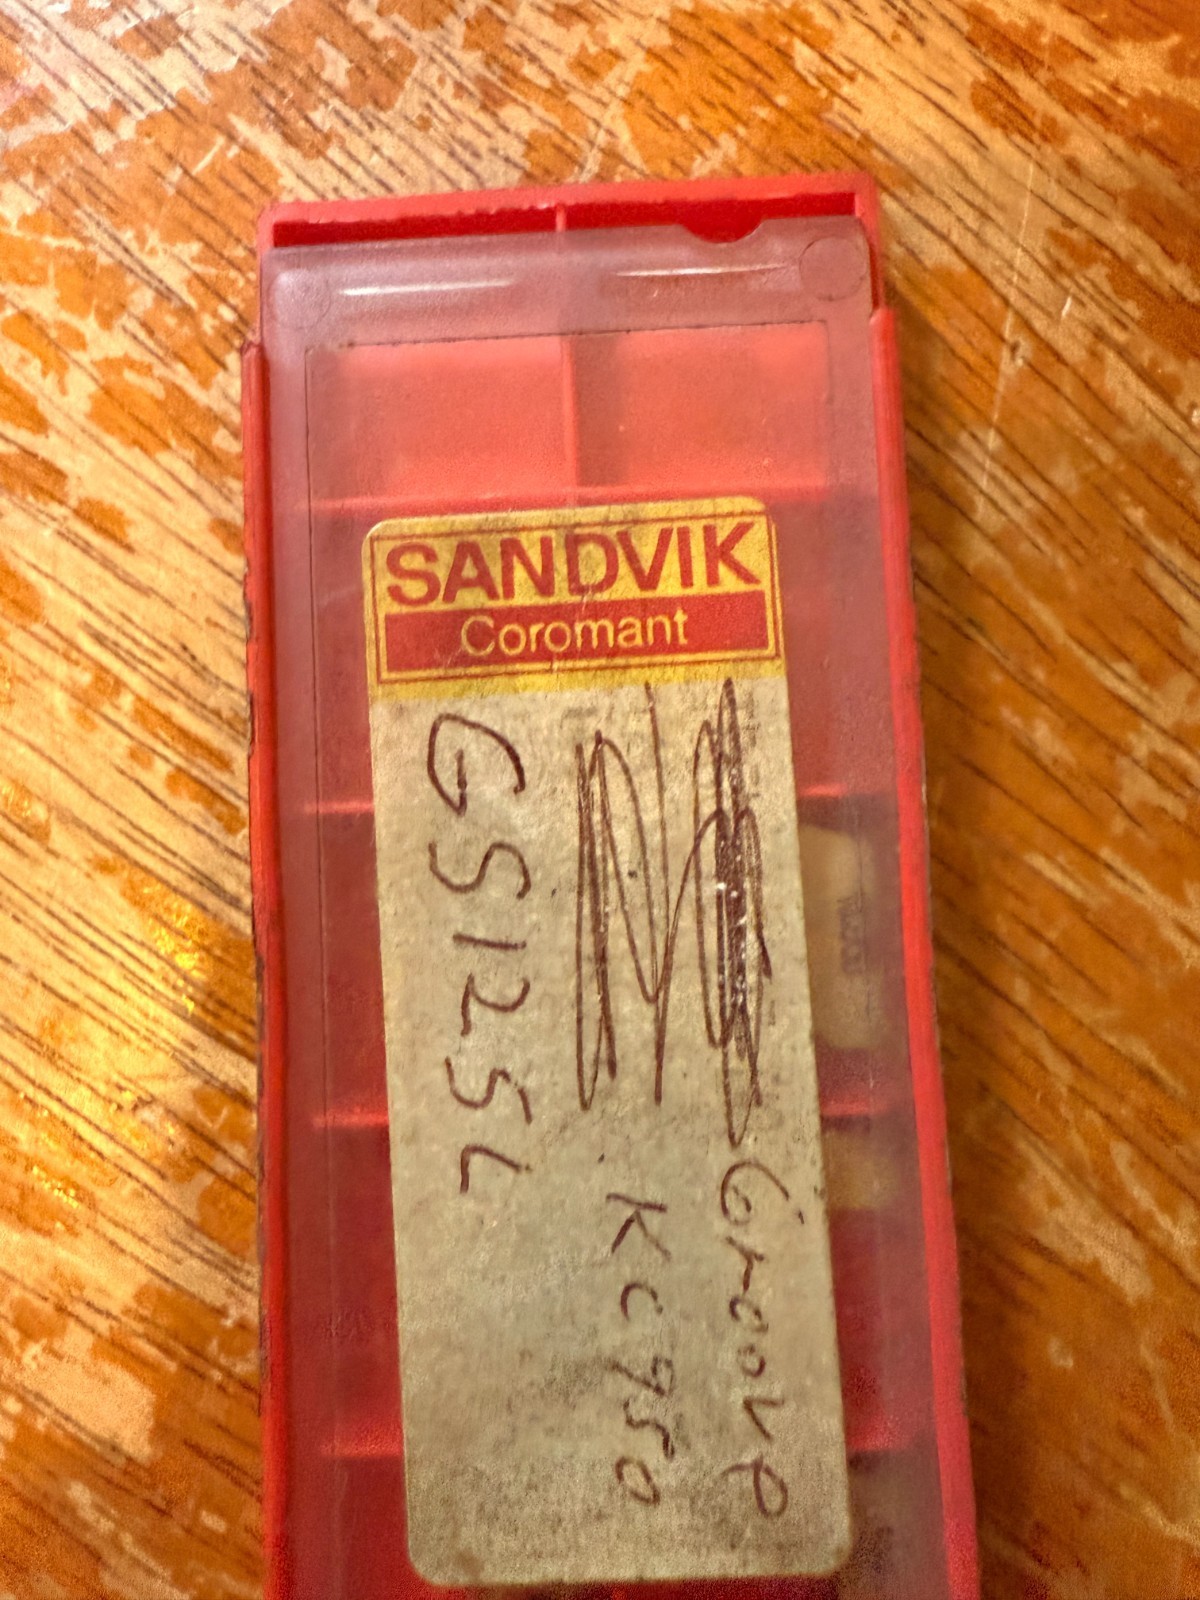 SANDVIK
Coromant
Groove
KC950
GS125L